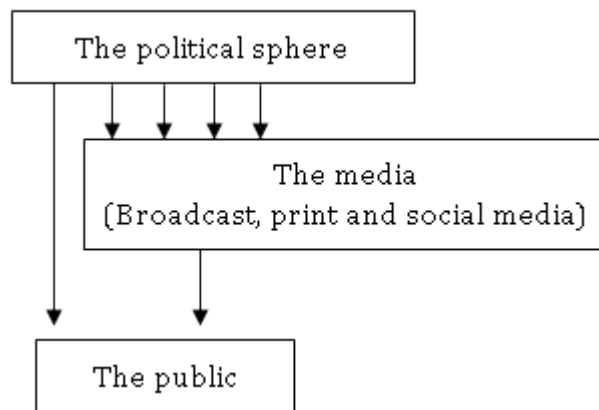 The political sphere
The media
(Broadcast, print and social media)
The public